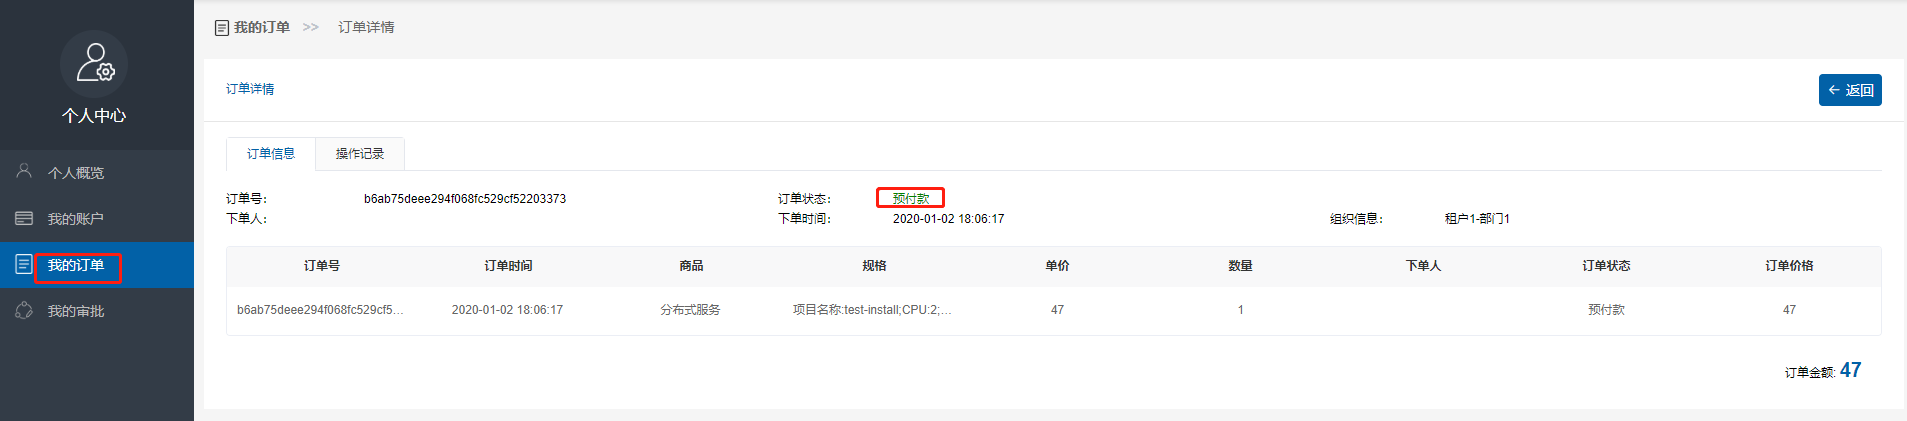 个人中心
个人概览
我的账户
我的订单
我的审批
我的订单 >> 订单详情
订单详情
← 返回
订单信息 操作记录
订单号: b6ab75deee294f068fc529cf52203373 订单状态: 预付款
下单人: 下单时间: 2020-01-02 18:06:17 组织信息: 租户1-部门1
订单号 订单时间 商品 规格 单价 数量 下单人 订单状态 订单价格
b6ab75deee294f068fc529cf5... 2020-01-02 18:06:17 分布式服务 项目名称:test-install;CPU:2;... 47 1 预付款 47
订单金额: 47